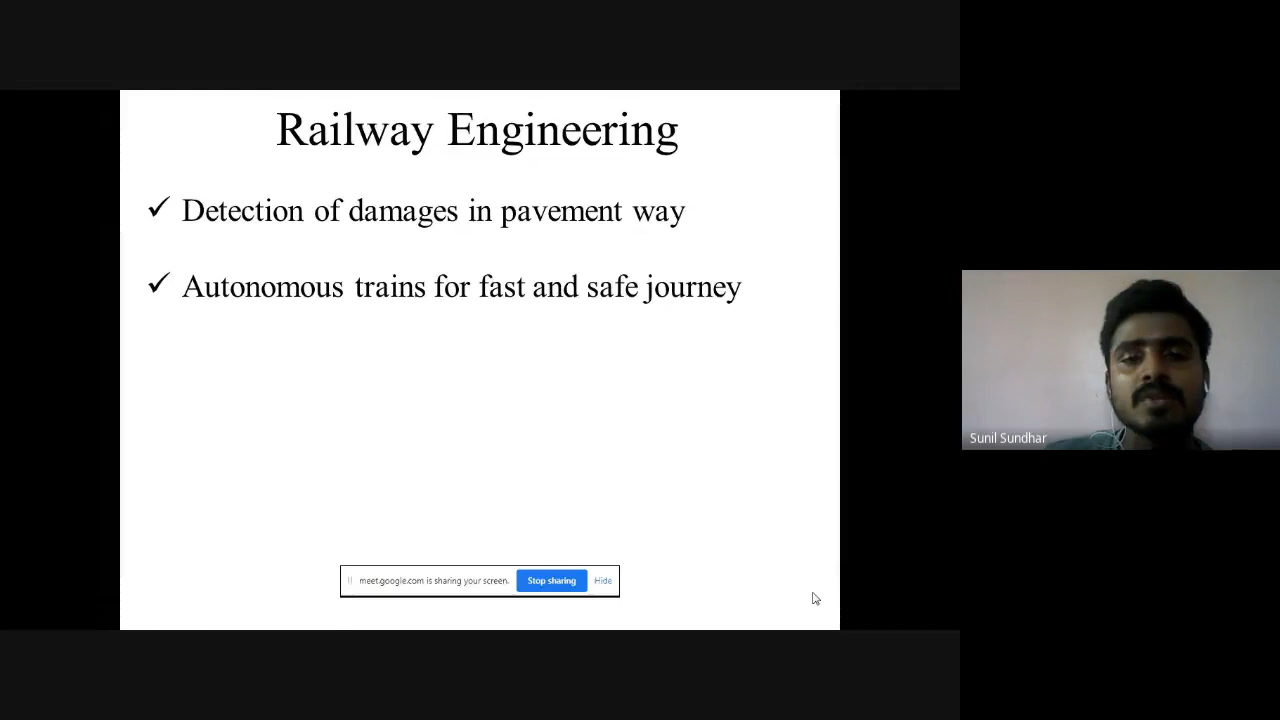 Railway Engineering
✓ Detection of damages in pavement way
✓ Autonomous trains for fast and safe journey
meet.google.com is sharing your screen. Stop sharing Hide
Sunil Sundhar